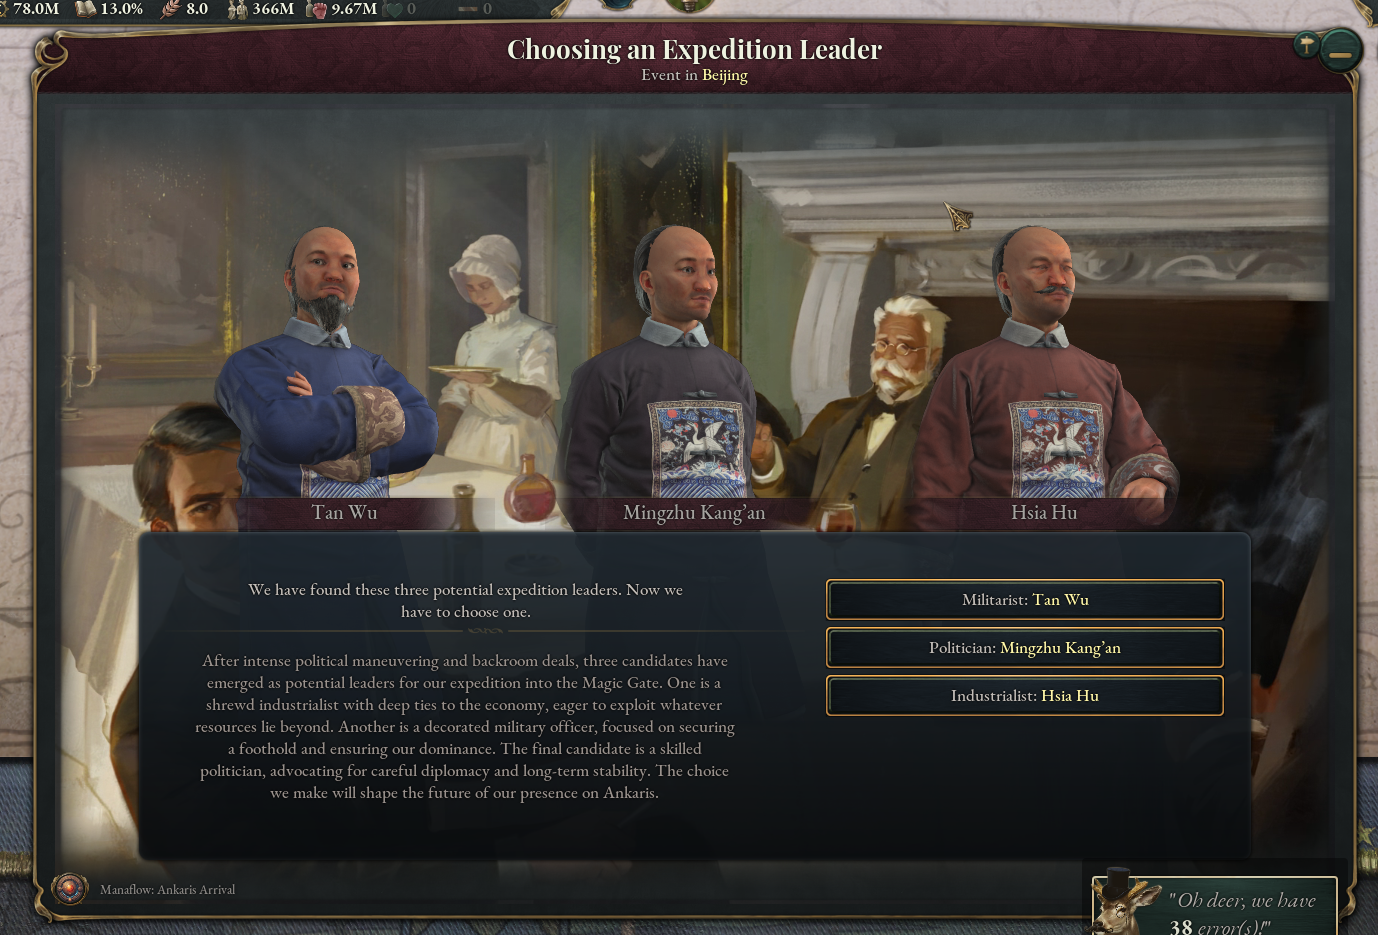 78.0M 13.0% 8.0 366M 9.67M 0 0
Choosing an Expedition Leader
Event in Beijing
Tan Wu
Mingzhu Kang'an
Hsia Hu
We have found these three potential expedition leaders. Now we
have to choose one.
After intense political maneuvering and backroom deals, three candidates have
emerged as potential leaders for our expedition into the Magic Gate. One is a
shrewd industrialist with deep ties to the economy, eager to exploit whatever
resources lie beyond. Another is a decorated military officer, focused on securing
a foothold and ensuring our dominance. The final candidate is a skilled
politician, advocating for careful diplomacy and long-term stability. The choice
we make will shape the future of our presence on Ankaris.
Militarist: Tan Wu
Politician: Mingzhu Kang'an
Industrialist: Hsia Hu
Manaflow: Ankaris Arrival
"Oh deer, we have
38 error(s)!"